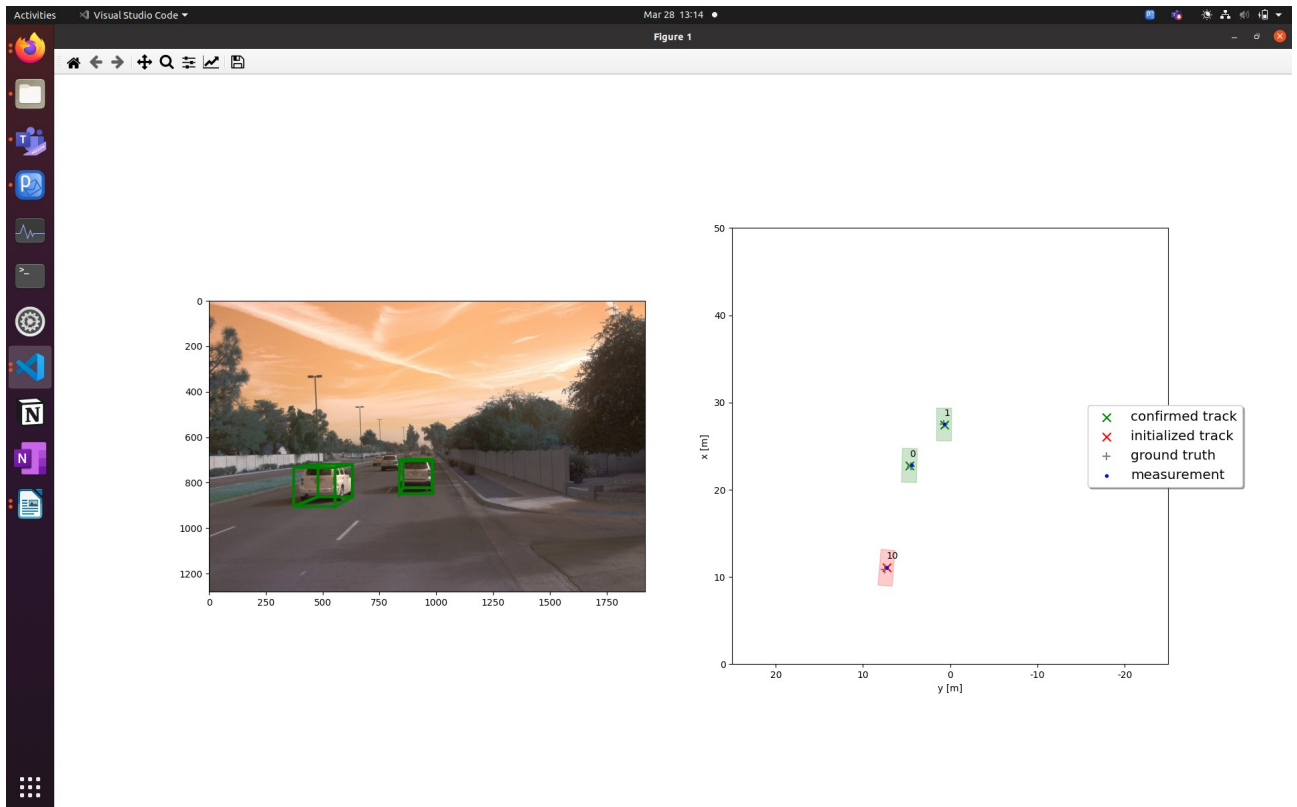 Activities Visual Studio Code Mar 28 13:14
Figure 1
0
200
400
600
800
1000
1200
0 250 500 750 1000 1250 1500 1750
50
40
30
20
10
0
x [m]
20 10 0 -10 -20
y [m]
1
0
10
confirmed track
initialized track
ground truth
measurement